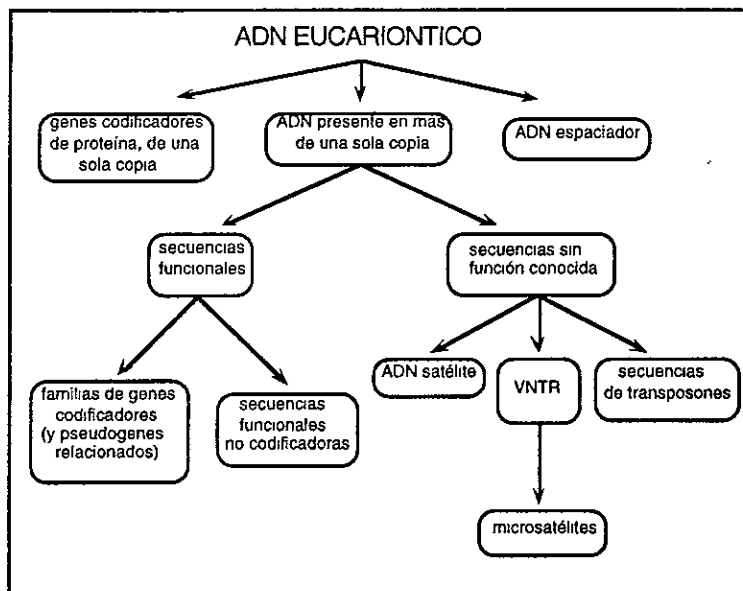 ADN EUCARIONTICO
genes codificadores
de proteína, de una
sola copia
ADN presente en más
de una sola copia
ADN espaciador
secuencias
funcionales
secuencias sin
función conocida
familias de genes
codificadores
(y pseudogenes
relacionados)
secuencias
funcionales
no codificadoras
ADN satélite
VNTR
secuencias
de transposones
microsatélites